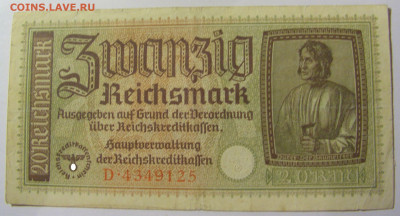 COINS.LAVE.RU
Zwanzig
Reichsmark
Ausgegeben auf Grund der Verordnung
über Reichskreditkassen
Hauptverwaltung
der Reichskreditkassen
D·4349125
20 Reichsmark